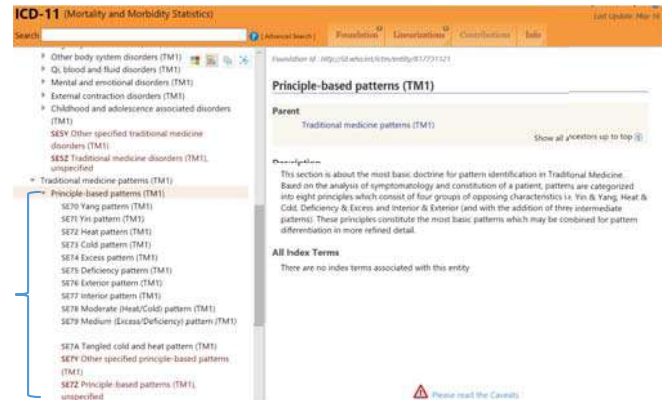 ICD-11 (Mortality and Morbidity Statistics)
Last Update: May 16
Search
[Advanced Search]
Foundation
Linearizations
Contributions
Info
Other body system disorders (TM1)
Qi, blood and fluid disorders (TM1)
Mental and emotional disorders (TM1)
External contraction disorders (TM1)
Childhood and adolescence associated disorders
(TM1)
SE5Y Other specified traditional medicine
disorders (TM1)
SE5Z Traditional medicine disorders (TM1),
unspecified
Traditional medicine patterns (TM1)
Principle-based patterns (TM1)
SE70 Yang pattern (TM1)
SE71 Yin pattern (TM1)
SE72 Heat pattern (TM1)
SE73 Cold pattern (TM1)
SE74 Excess pattern (TM1)
SE75 Deficiency pattern (TM1)
SE76 Exterior pattern (TM1)
SE77 Interior pattern (TM1)
SE78 Moderate (Heat/Cold) pattern (TM1)
SE79 Medium (Excess/Deficiency) pattern (TM1)
SE7A Tangled cold and heat pattern (TM1)
SE7Y Other specified principle-based patterns
(TM1)
SE7Z Principle-based patterns (TM1),
unspecified
Foundation Id :
Principle-based patterns (TM1)
Parent
Traditional medicine patterns (TM1)
Show all ancestors up to top
Description
This section is about the most basic doctrine for pattern identification in Traditional Medicine.
Based on the analysis of symptomatology and constitution of a patient, patterns are categorized
into eight principles which consist of four groups of opposing characteristics i.e. Yin & Yang, Heat &
Cold, Deficiency & Excess and Interior & Exterior (and with the addition of three intermediate
patterns). These principles constitute the most basic patterns which may be combined for pattern
differentiation in more refined detail.
All Index Terms
There are no index terms associated with this entity
Please read the Caveats